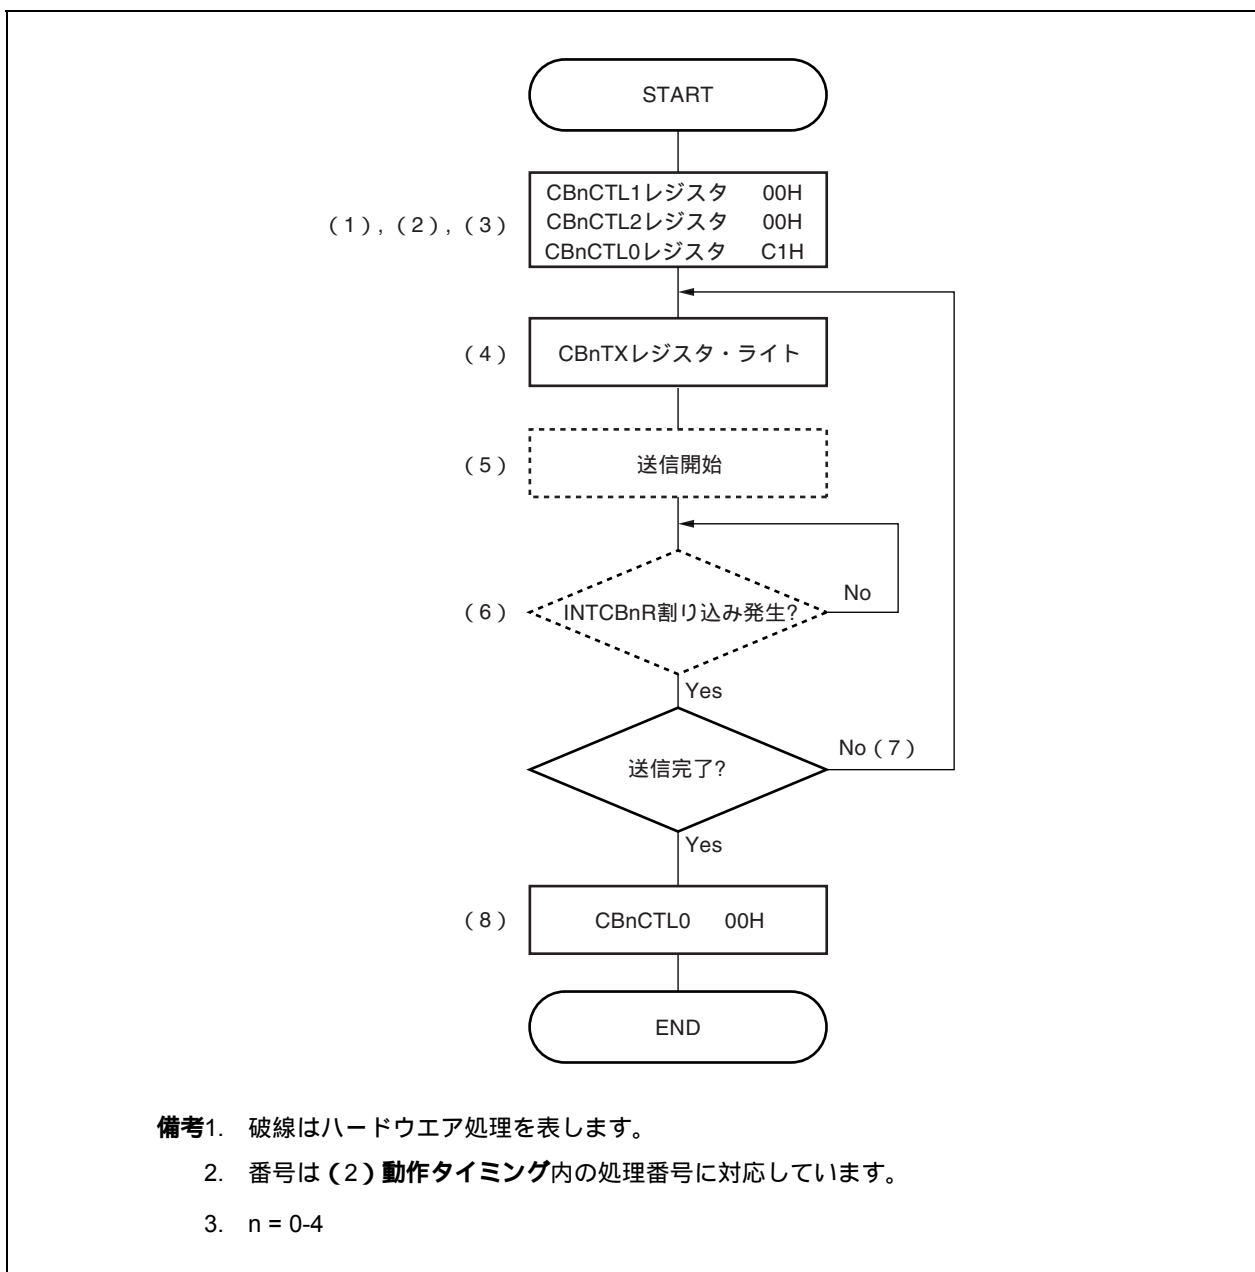 START
(1),(2),(3)
CBnCTL1レジスタ 00H
CBnCTL2レジスタ 00H
CBnCTL0レジスタ C1H
(4) CBnTXレジスタ・ライト
(5) 送信開始
(6) INTCBnR割り込み発生? No
Yes
送信完了? No(7)
Yes
(8) CBnCTL0 00H
END
備考1. 破線はハードウエア処理を表します。
2. 番号は(2)動作タイミング内の処理番号に対応しています。
3. n = 0-4